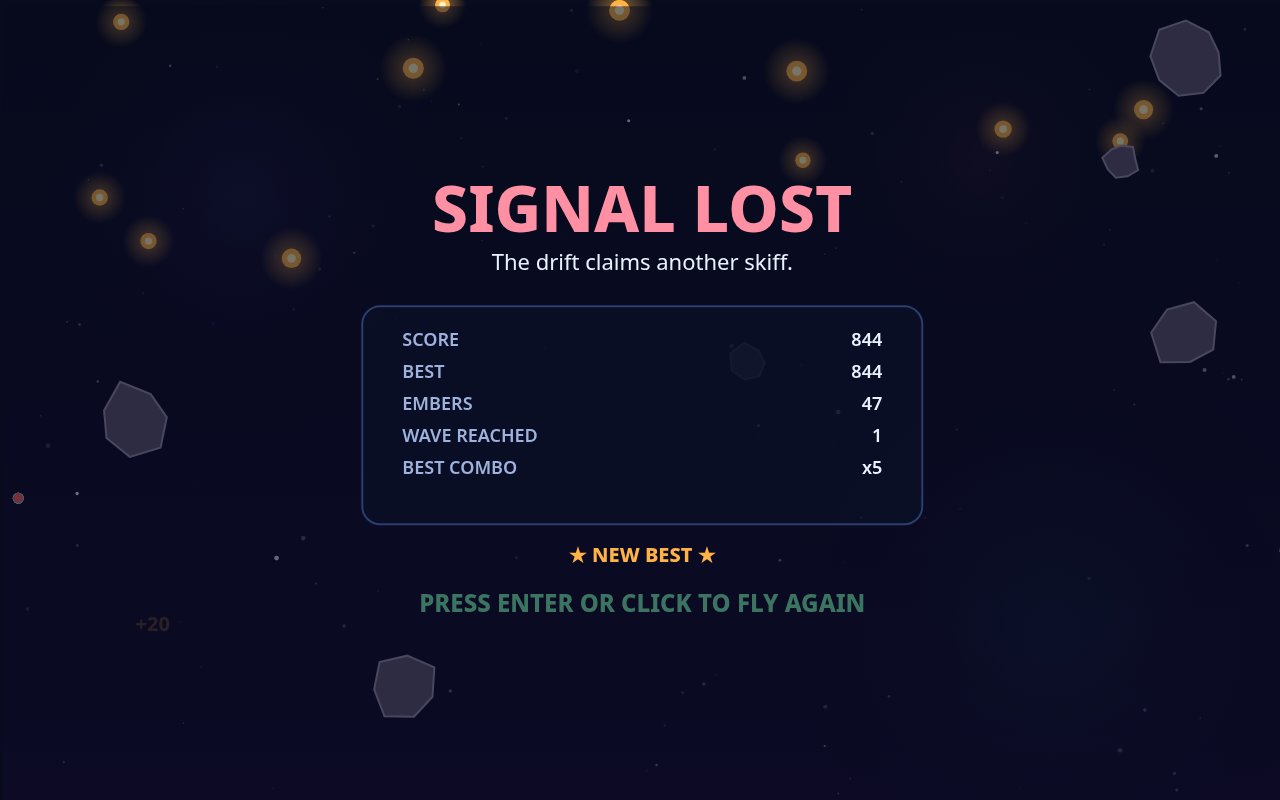 SIGNAL LOST
The drift claims another skiff.
SCORE 844
BEST 844
EMBERS 47
WAVE REACHED 1
BEST COMBO x5
★ NEW BEST ★
PRESS ENTER OR CLICK TO FLY AGAIN
+20